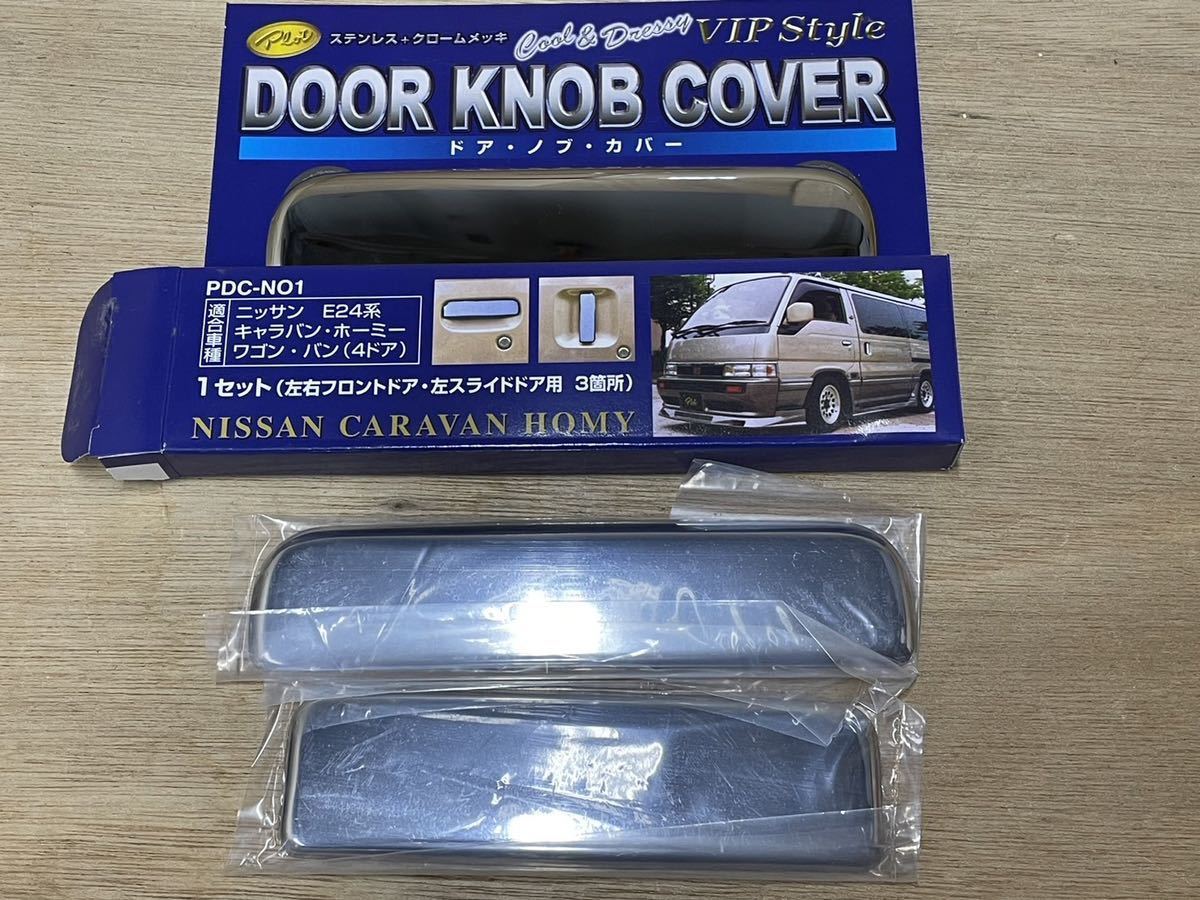 Plot
ステンレス+クロームメッキ
Cool & Dressy VIP Style
DOOR KNOB COVER
ドア・ノブ・カバー
PDC-NO1
適合車種
ニッサン E24系
キャラバン・ホーミー
ワゴン・バン(4ドア)
1セット(左右フロントドア・左スライドドア用 3箇所)
NISSAN CARAVAN HOMY
Plot